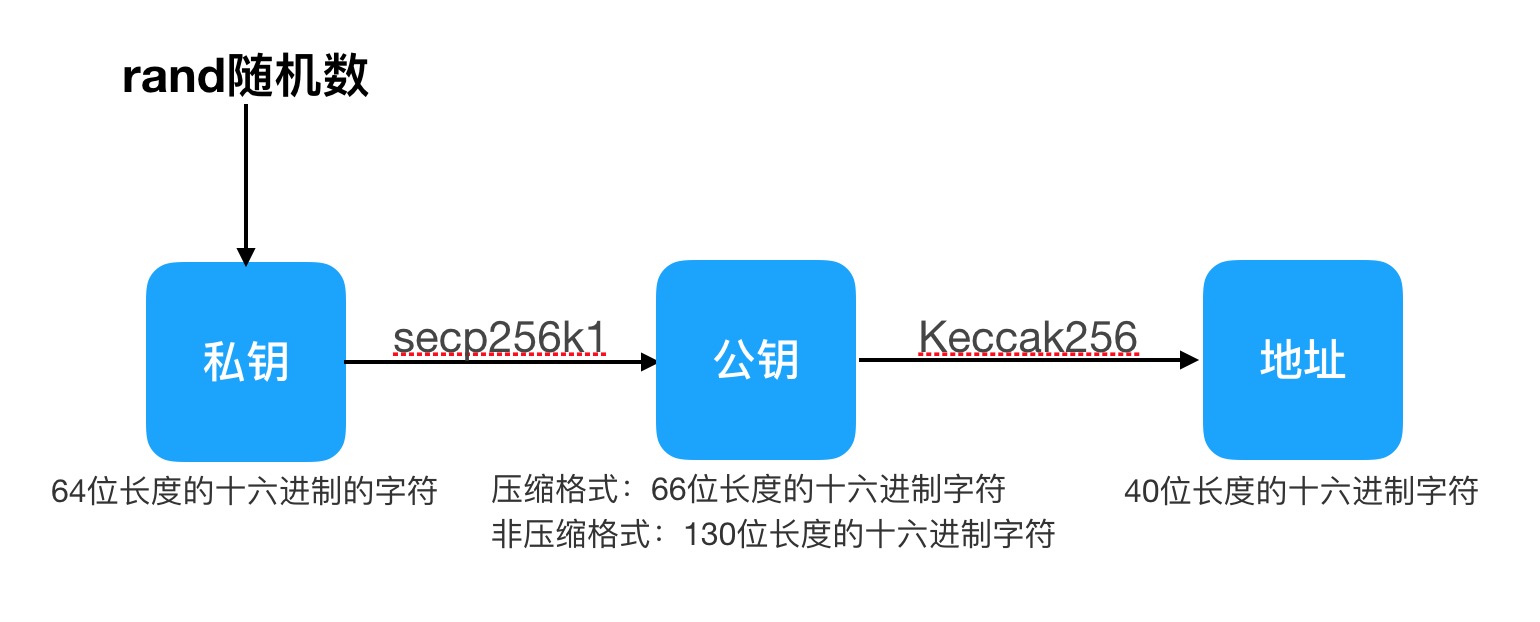 rand随机数
私钥
secp256k1
公钥
Keccak256
地址
64位长度的十六进制的字符
压缩格式：66位长度的十六进制字符
非压缩格式：130位长度的十六进制字符
40位长度的十六进制字符